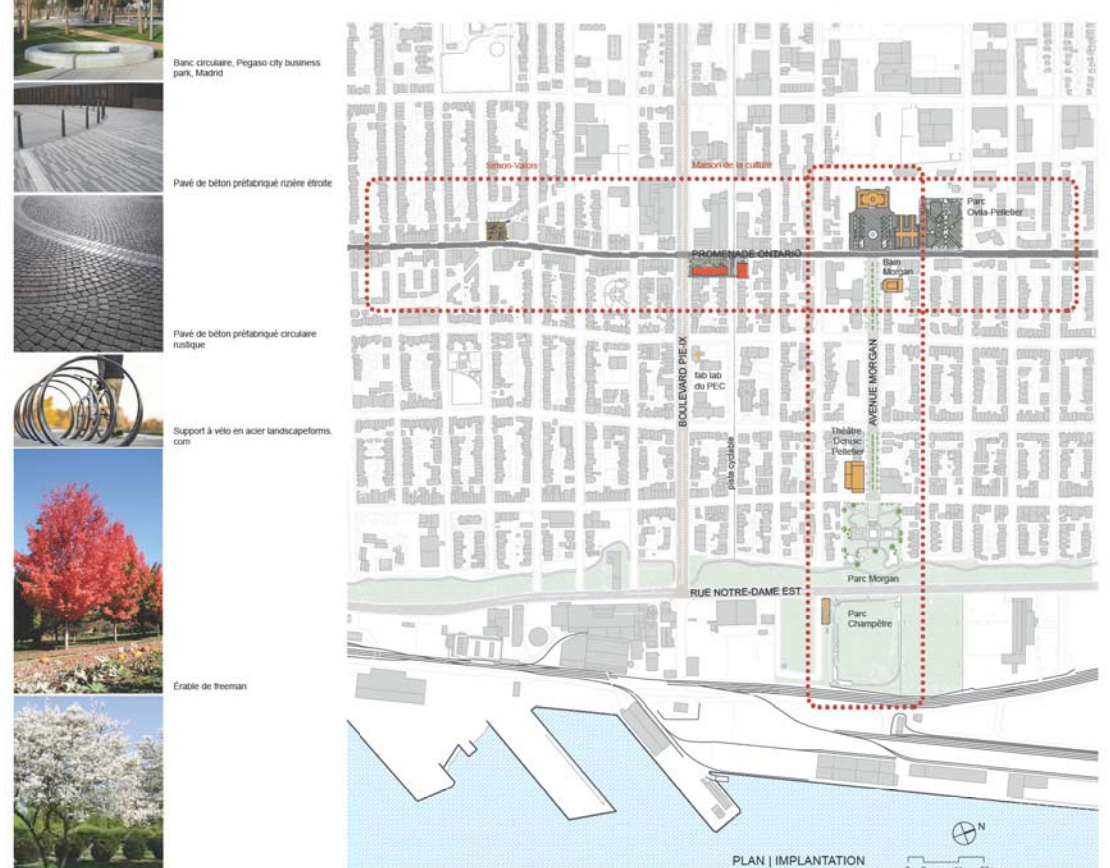 Banc circulaire, Pegaso city business
park, Madrid
Pavé de béton préfabriqué rizière étroite
Pavé de béton préfabriqué circulaire
rustique
Support à vélo en acier landscapeforms.
com
Érable de freeman
Simon-Valois
Maison de la culture
Parc
Ovila-Pelletier
PROMENADE ONTARIO
Bain
Morgan
BOULEVARD PIE-IX
AVENUE MORGAN
fab lab
du PEC
Théâtre
Denise
Pelletier
piste cyclable
Parc Morgan
RUE NOTRE-DAME EST
Parc
Champêtre
N
PLAN | IMPLANTATION